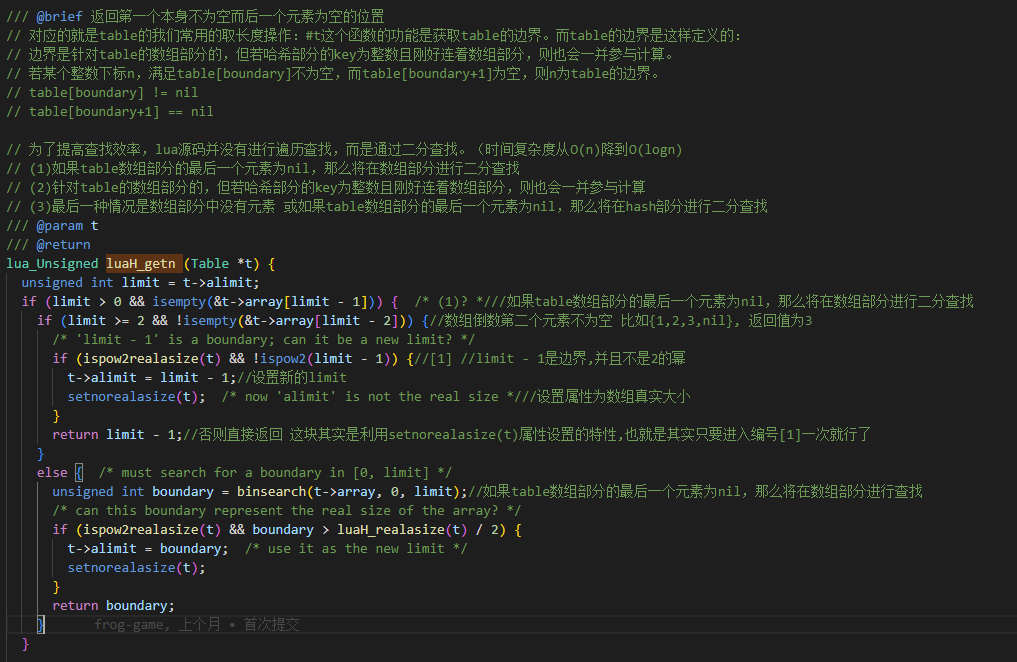 /// @brief 返回第一个本身不为空而后一个元素为空的位置
// 对应的就是table的我们常用的取长度操作：#t这个函数的功能是获取table的边界。而table的边界是这样定义的：
// 边界是针对table的数组部分的，但若哈希部分的key为整数且刚好连着数组部分，则也会一并参与计算。
// 若某个整数下标n，满足table[boundary]不为空，而table[boundary+1]为空，则n为table的边界。
// table[boundary] != nil
// table[boundary+1] == nil
// 为了提高查找效率，lua源码并没有进行遍历查找，而是通过二分查找。（时间复杂度从O(n)降到O(logn)
// (1)如果table数组部分的最后一个元素为nil，那么将在数组部分进行二分查找
// (2)针对table的数组部分的，但若哈希部分的key为整数且刚好连着数组部分，则也会一并参与计算
// (3)最后一种情况是数组部分中没有元素 或如果table数组部分的最后一个元素为nil，那么将在hash部分进行二分查找
/// @param t
/// @return
lua_Unsigned luaH_getn (Table *t) {
unsigned int limit = t->alimit;
if (limit > 0 && isempty(&t->array[limit - 1])) {  /* (1)? *///如果table数组部分的最后一个元素为nil，那么将在数组部分进行二分查找
if (limit >= 2 && !isempty(&t->array[limit - 2])) {//数组倒数第二个元素不为空 比如{1,2,3,nil}, 返回值为3
/* 'limit - 1' is a boundary; can it be a new limit? */
if (ispow2realasize(t) && !ispow2(limit - 1)) {//[1] //limit - 1是边界,并且不是2的幂
t->alimit = limit - 1;//设置新的limit
setnorealasize(t);  /* now 'alimit' is not the real size *///设置属性为数组真实大小
}
return limit - 1;//否则直接返回 这块其实是利用setnorealasize(t)属性设置的特性,也就是其实只要进入编号[1]一次就行了
}
else {  /* must search for a boundary in [0, limit] */
unsigned int boundary = binsearch(t->array, 0, limit);//如果table数组部分的最后一个元素为nil，那么将在数组部分进行查找
/* can this boundary represent the real size of the array? */
if (ispow2realasize(t) && boundary > luaH_realasize(t) / 2) {
t->alimit = boundary;  /* use it as the new limit */
setnorealasize(t);
}
return boundary;
}      frog-game, 上个月 • 首次提交
}